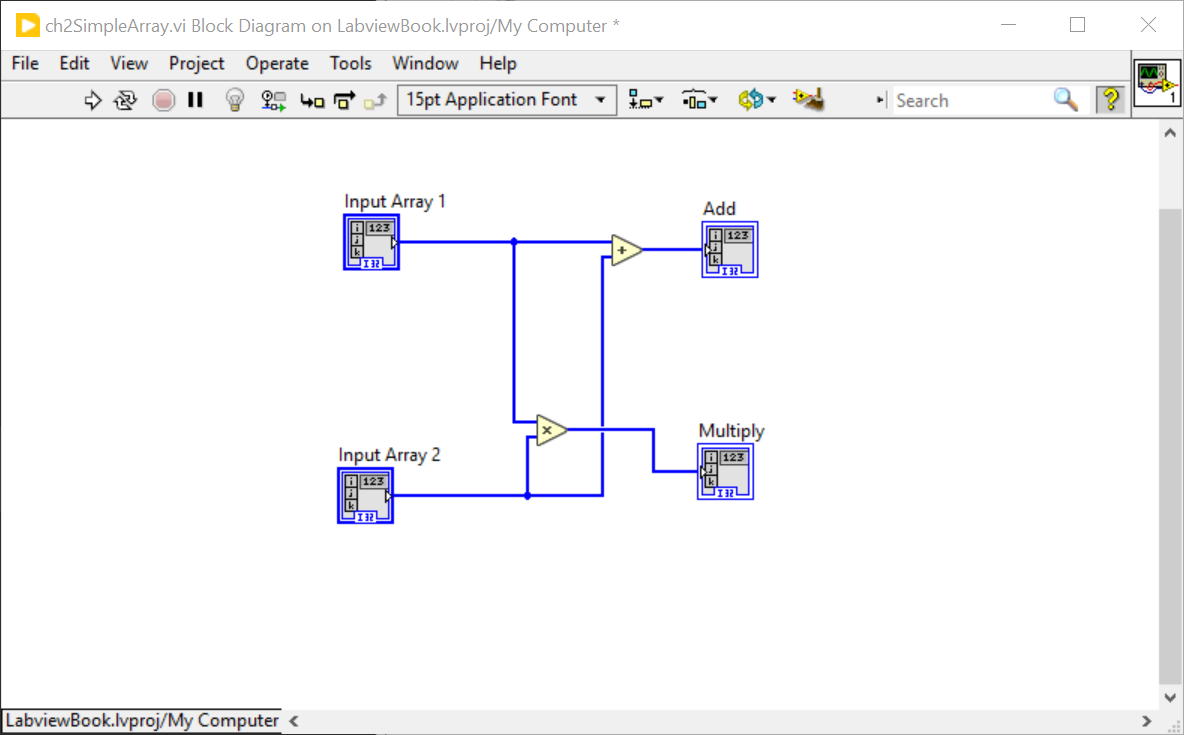 ch2SimpleArray.vi Block Diagram on LabviewBook.lvproj/My Computer *
File Edit View Project Operate Tools Window Help
15pt Application Font Search ? 1
Input Array 1
i 123
j
k
I32
Add
i 123
j
k
I32
+
×
Input Array 2
i 123
j
k
I32
Multiply
i 123
j
k
I32
LabviewBook.lvproj/My Computer